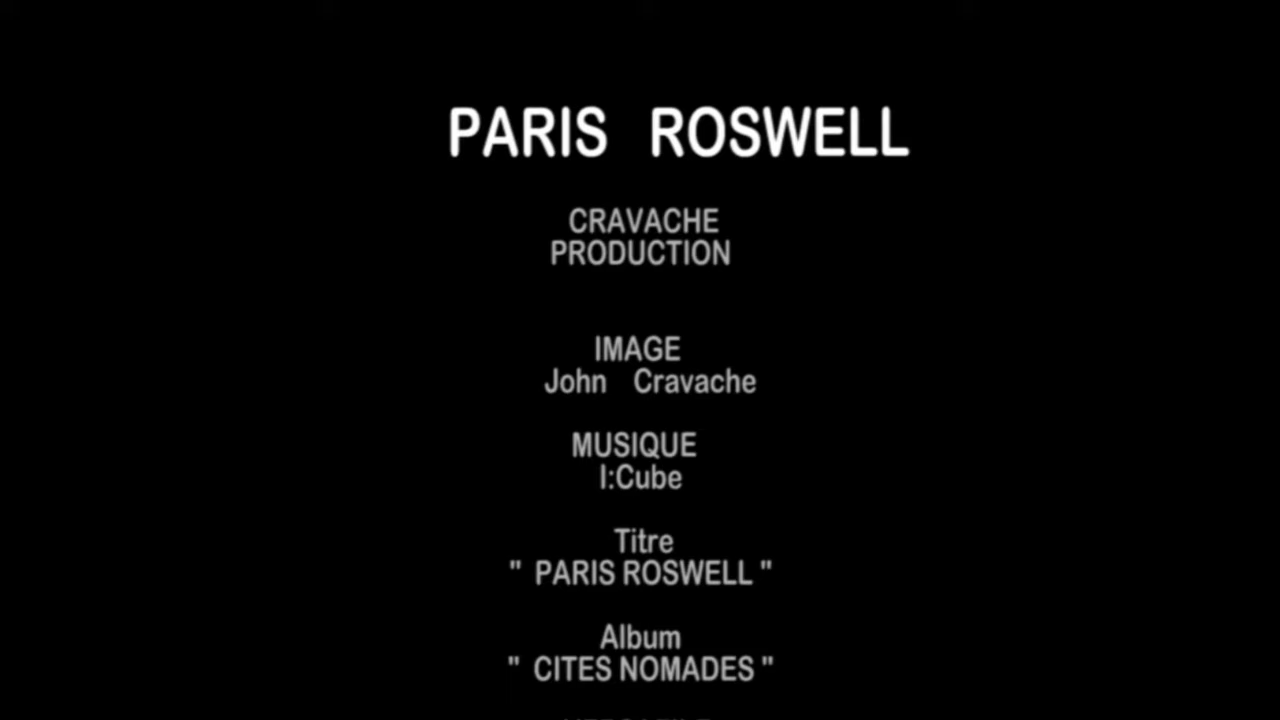 PARIS ROSWELL
CRAVACHE
PRODUCTION
IMAGE
John Cravache
MUSIQUE
I:Cube
Titre
" PARIS ROSWELL "
Album
" CITES NOMADES "